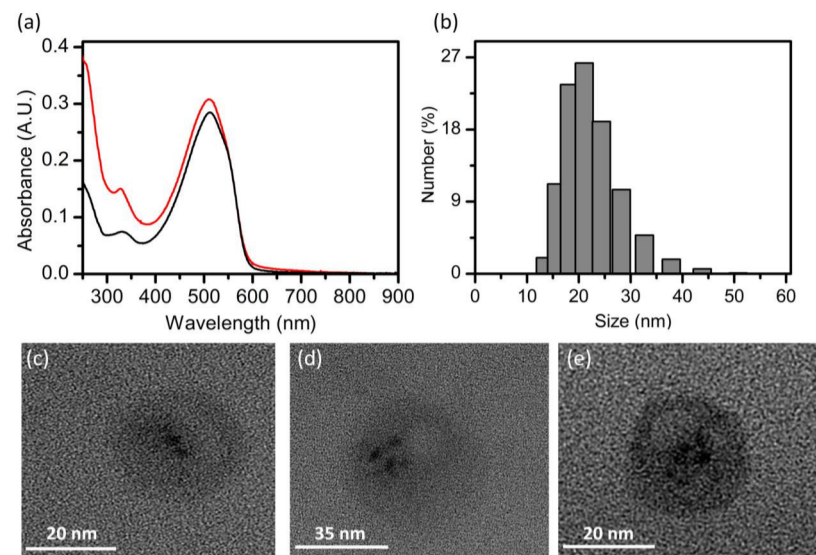 (a)
0.4
0.3
0.2
0.1
0.0
Absorbance (A.U.)
300 400 500 600 700 800 900
Wavelength (nm)
(b)
27
18
9
0
Number (%)
0 10 20 30 40 50 60
Size (nm)
(c)
20 nm
(d)
35 nm
(e)
20 nm